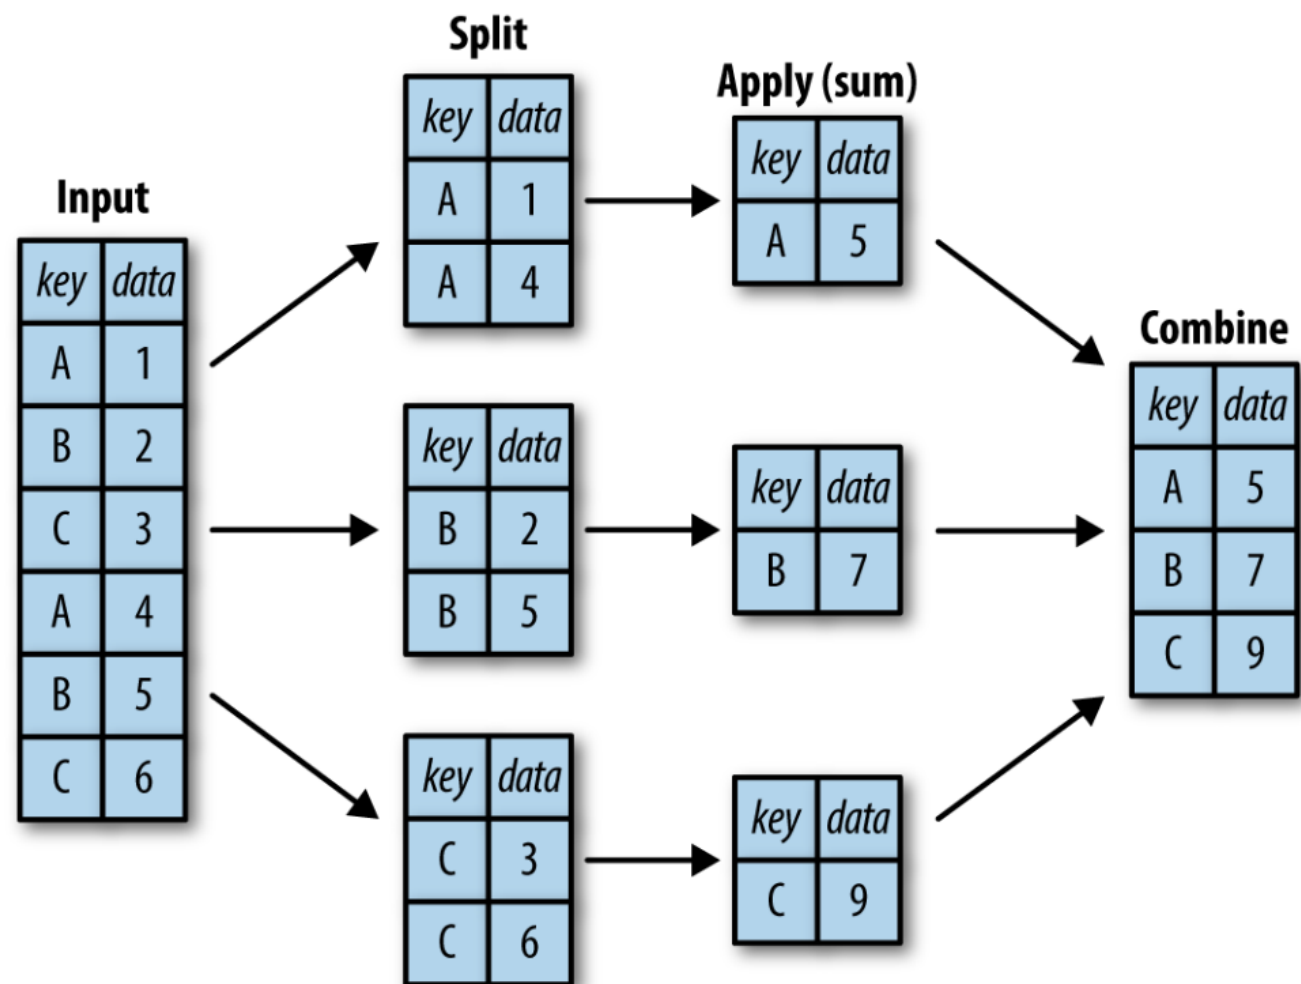 Input
key data
A 1
B 2
C 3
A 4
B 5
C 6
Split
key data
A 1
A 4
key data
B 2
B 5
key data
C 3
C 6
Apply (sum)
key data
A 5
key data
B 7
key data
C 9
Combine
key data
A 5
B 7
C 9